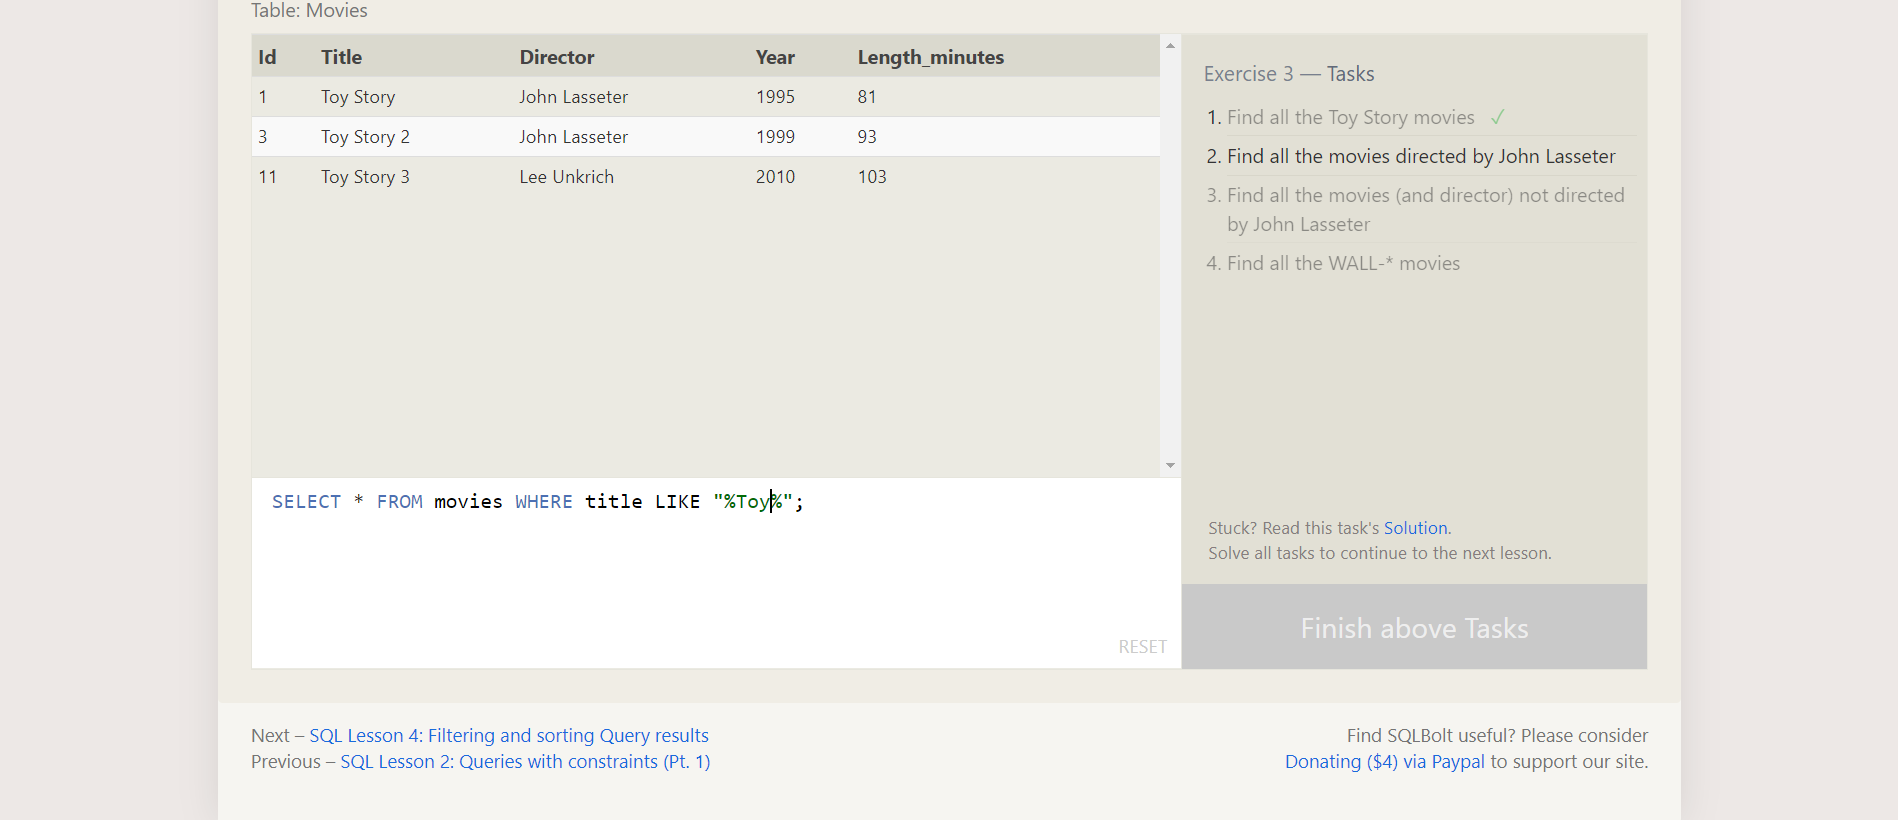 Table: Movies
Id Title Director Year Length_minutes
1 Toy Story John Lasseter 1995 81
3 Toy Story 2 John Lasseter 1999 93
11 Toy Story 3 Lee Unkrich 2010 103
SELECT * FROM movies WHERE title LIKE "%Toy%";
RESET
Exercise 3 — Tasks
1. Find all the Toy Story movies ✓
2. Find all the movies directed by John Lasseter
3. Find all the movies (and director) not directed
by John Lasseter
4. Find all the WALL-* movies
Stuck? Read this task's Solution.
Solve all tasks to continue to the next lesson.
Finish above Tasks
Next – SQL Lesson 4: Filtering and sorting Query results
Previous – SQL Lesson 2: Queries with constraints (Pt. 1)
Find SQLBolt useful? Please consider
Donating ($4) via Paypal to support our site.